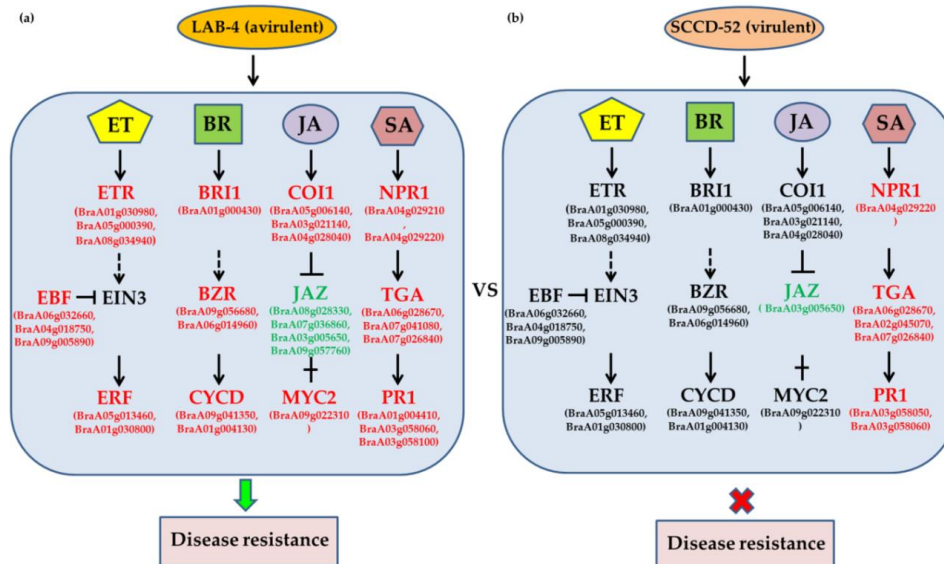 (a)
LAB-4 (avirulent)
ET
BR
JA
SA
ETR
(BraA01g030980,
BraA05g000390,
BraA08g034940)
BRI1
(BraA01g000430)
COI1
(BraA05g006140,
BraA03g021140,
BraA04g028040)
NPR1
(BraA04g029210
,
BraA04g029220)
EBF
(BraA06g032660,
BraA04g018750,
BraA09g005890)
EIN3
BZR
(BraA09g056680,
BraA06g014960)
JAZ
(BraA08g028330,
BraA07g036860,
BraA03g005650,
BraA09g057760)
TGA
(BraA06g028670,
BraA07g041080,
BraA07g026840)
ERF
(BraA05g013460,
BraA01g030800)
CYCD
(BraA09g041350,
BraA01g004130)
MYC2
(BraA09g022310
)
PR1
(BraA01g004410,
BraA03g058060,
BraA03g058100)
Disease resistance
VS
(b)
SCCD-52 (virulent)
ET
BR
JA
SA
ETR
(BraA01g030980,
BraA05g000390,
BraA08g034940)
BRI1
(BraA01g000430)
COI1
(BraA05g006140,
BraA03g021140,
BraA04g028040)
NPR1
(BraA04g029220
)
EBF
(BraA06g032660,
BraA04g018750,
BraA09g005890)
EIN3
BZR
(BraA09g056680,
BraA06g014960)
JAZ
( BraA03g005650)
TGA
(BraA06g028670,
BraA02g045070,
BraA07g026840)
ERF
(BraA05g013460,
BraA01g030800)
CYCD
(BraA09g041350,
BraA01g004130)
MYC2
(BraA09g022310
)
PR1
(BraA03g058050,
BraA03g058060)
Disease resistance